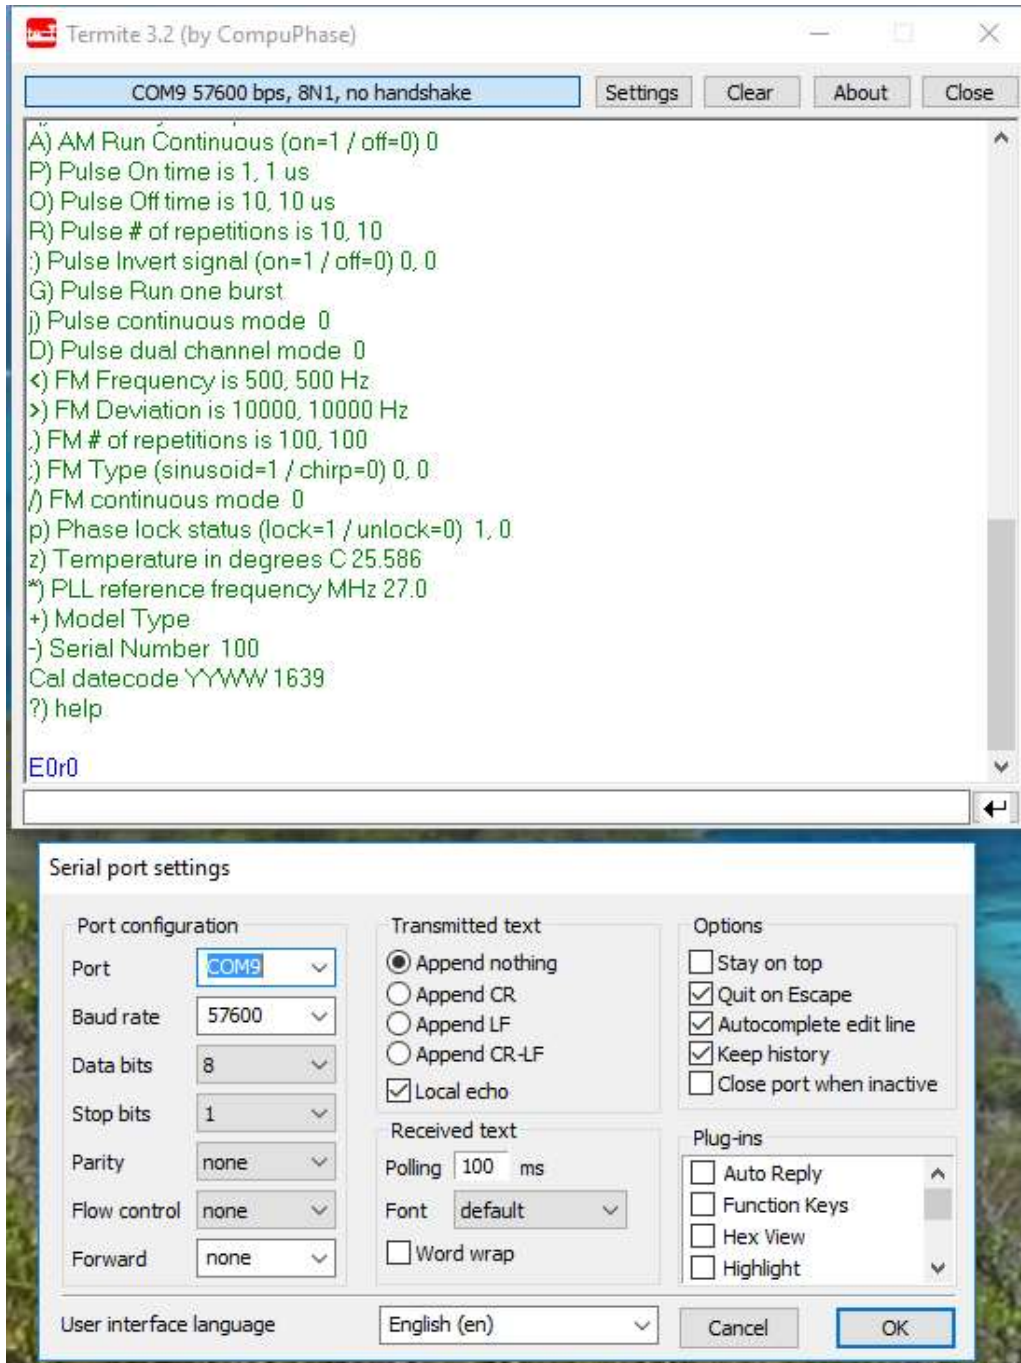 Termite 3.2 (by CompuPhase)
COM9 57600 bps, 8N1, no handshake Settings Clear About Close
A) AM Run Continuous (on=1 / off=0) 0
P) Pulse On time is 1, 1 us
O) Pulse Off time is 10, 10 us
R) Pulse # of repetitions is 10, 10
:) Pulse Invert signal (on=1 / off=0) 0, 0
G) Pulse Run one burst
j) Pulse continuous mode 0
D) Pulse dual channel mode 0
<) FM Frequency is 500, 500 Hz
>) FM Deviation is 10000, 10000 Hz
,) FM # of repetitions is 100, 100
;) FM Type (sinusoid=1 / chirp=0) 0, 0
/) FM continuous mode 0
p) Phase lock status (lock=1 / unlock=0) 1, 0
z) Temperature in degrees C 25.586
*) PLL reference frequency MHz 27.0
+) Model Type
-) Serial Number 100
Cal datecode YYWW 1639
?) help
E0r0
Serial port settings
Port configuration
Port COM9
Baud rate 57600
Data bits 8
Stop bits 1
Parity none
Flow control none
Forward none
Transmitted text
Append nothing
Append CR
Append LF
Append CR-LF
Local echo
Received text
Polling 100 ms
Font default
Word wrap
Options
Stay on top
Quit on Escape
Autocomplete edit line
Keep history
Close port when inactive
Plug-ins
Auto Reply
Function Keys
Hex View
Highlight
User interface language English (en) Cancel OK